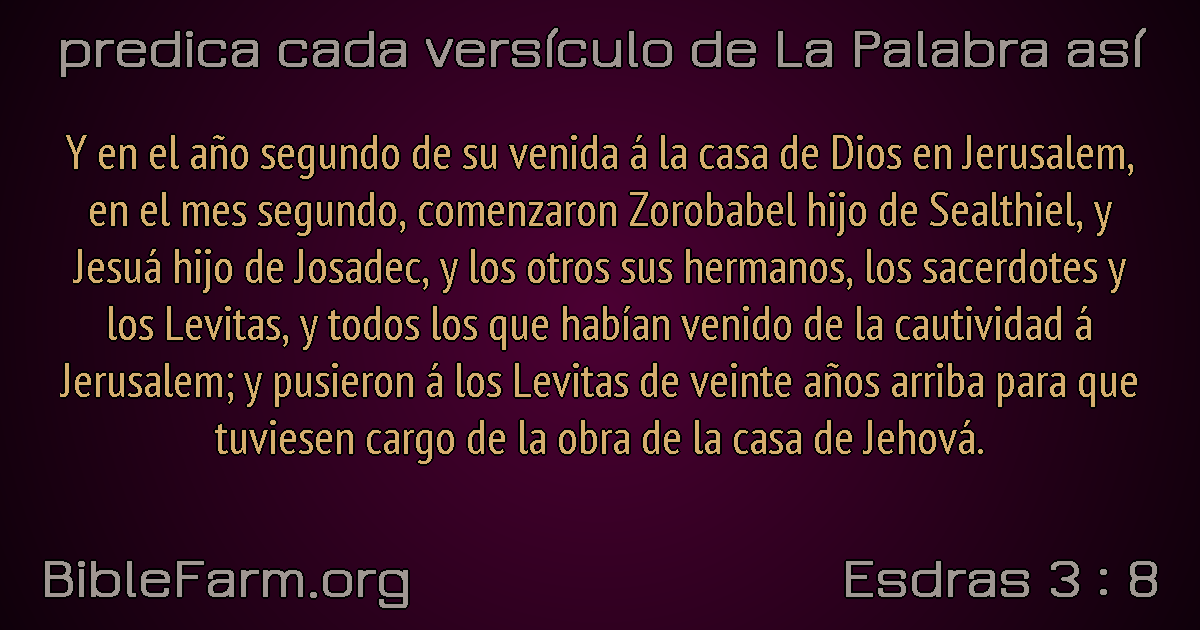 predica cada versículo de La Palabra así
Y en el año segundo de su venida á la casa de Dios en Jerusalem,
en el mes segundo, comenzaron Zorobabel hijo de Sealthiel, y
Jesuá hijo de Josadec, y los otros sus hermanos, los sacerdotes y
los Levitas, y todos los que habían venido de la cautividad á
Jerusalem; y pusieron á los Levitas de veinte años arriba para que
tuviesen cargo de la obra de la casa de Jehová.
BibleFarm.org
Esdras 3 : 8